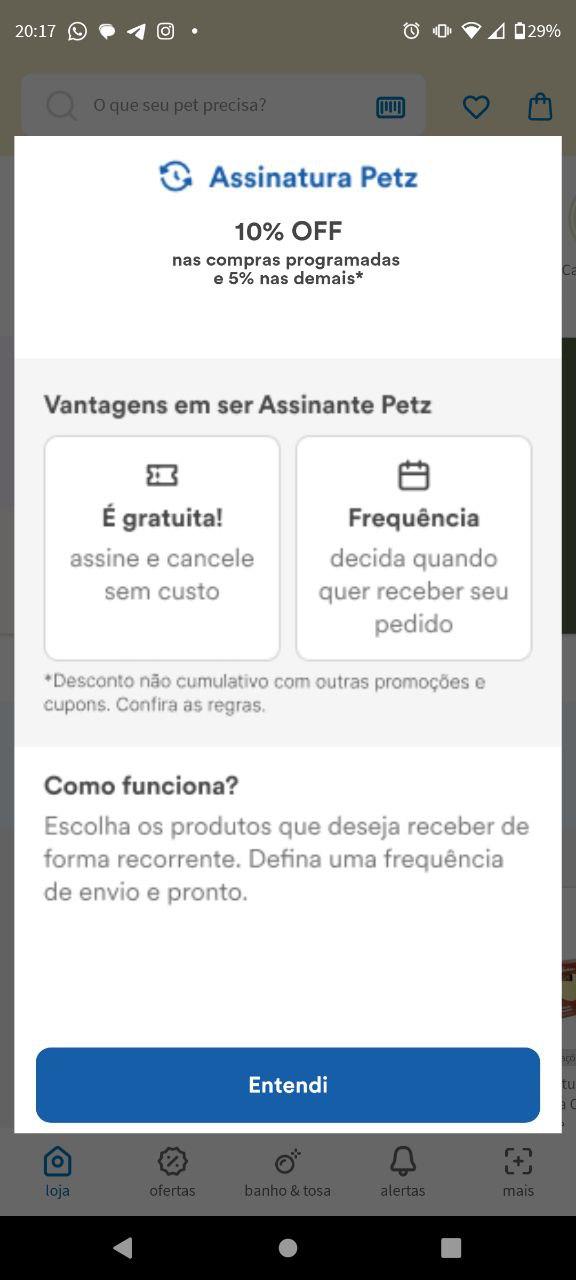 20:17
29%
O que seu pet precisa?
Assinatura Petz
10% OFF
nas compras programadas
e 5% nas demais*
Vantagens em ser Assinante Petz
É gratuita!
assine e cancele
sem custo
Frequência
decida quando
quer receber seu
pedido
*Desconto não cumulativo com outras promoções e
cupons. Confira as regras.
Como funciona?
Escolha os produtos que deseja receber de
forma recorrente. Defina uma frequência
de envio e pronto.
Entendi
loja
ofertas
banho & tosa
alertas
mais